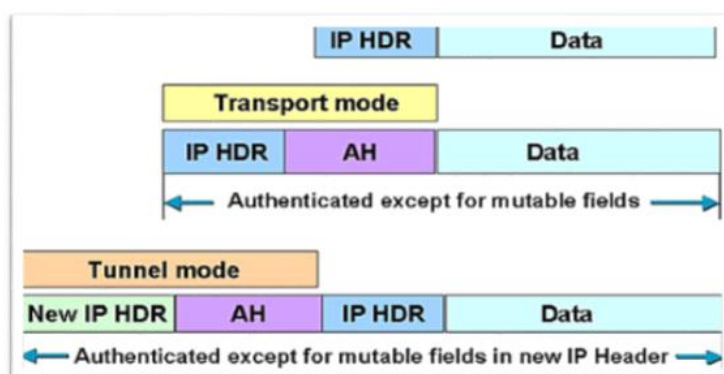 IP HDR Data
Transport mode
IP HDR AH Data
Authenticated except for mutable fields
Tunnel mode
New IP HDR AH IP HDR Data
Authenticated except for mutable fields in new IP Header